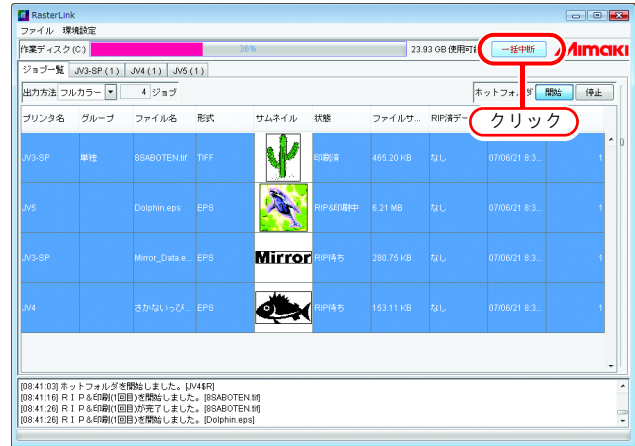 RasterLink
ファイル 環境設定
作業ディスク(C:) 36% 23.93 GB 使用可能 一括中断 Mimaki
ジョブ一覧 JV3-SP ( 1 ) JV4 ( 1 ) JV5 ( 1 )
出力方法 フルカラー 4 ジョブ ホットフォルダ 開始 停止
クリック
プリンタ名 グループ ファイル名 形式 サムネイル 状態 ファイルサ... RIP済デー
JV3-SP 単独 8SABOTEN.tif TIFF 印刷済 465.20 KB なし 07/06/21 8:3... 1
JV5 Dolphin.eps EPS RIP&印刷中 6.21 MB なし 07/06/21 8:3... 1
JV3-SP Mirror_Data.e... EPS Mirror RIP待ち 280.75 KB なし 07/06/21 8:3... 1
JV4 さかないっぴ... EPS RIP待ち 153.11 KB なし 07/06/21 8:3... 1
[08:41:03] ホットフォルダを開始しました。[JV4$R]
[08:41:16] ＲＩＰ&印刷(1回目)を開始しました。[8SABOTEN.tif]
[08:41:26] ＲＩＰ&印刷(1回目)が完了しました。[8SABOTEN.tif]
[08:41:26] ＲＩＰ&印刷(1回目)を開始しました。[Dolphin.eps]